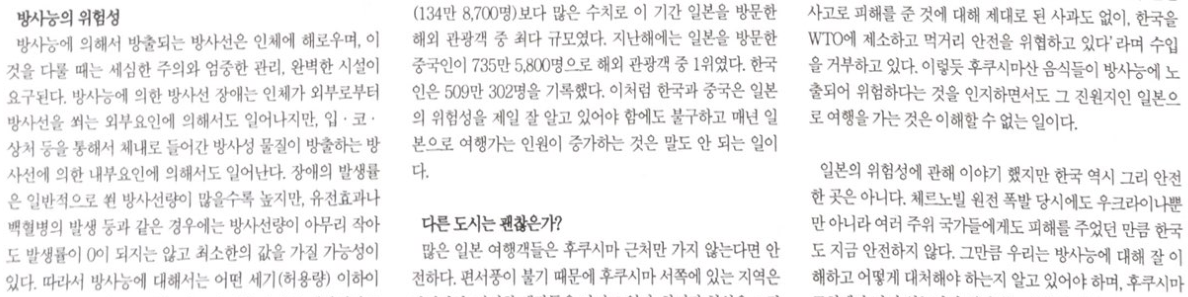 방사능의 위험성
방사능에 의해서 방출되는 방사선은 인체에 해로우며, 이
것을 다룰 때는 세심한 주의와 엄중한 관리, 완벽한 시설이
요구된다. 방사능에 의한 방사선 장애는 인체가 외부로부터
방사선을 쐬는 외부요인에 의해서도 일어나지만, 입·코·
상처 등을 통해서 체내로 들어간 방사성 물질이 방출하는 방
사선에 의한 내부요인에 의해서도 일어난다. 장애의 발생률
은 일반적으로 쐰 방사선량이 많을수록 높지만, 유전효과나
백혈병의 발생 등과 같은 경우에는 방사선량이 아무리 작아
도 발생률이 0이 되지는 않고 최소한의 값을 가질 가능성이
있다. 따라서 방사능에 대해서는 어떤 세기(허용량) 이하이
(134만 8,700명)보다 많은 수치로 이 기간 일본을 방문한
해외 관광객 중 최다 규모였다. 지난해에는 일본을 방문한
중국인이 735만 5,800명으로 해외 관광객 중 1위였다. 한국
인은 509만 302명을 기록했다. 이처럼 한국과 중국은 일본
의 위험성을 제일 잘 알고 있어야 함에도 불구하고 매년 일
본으로 여행가는 인원이 증가하는 것은 말도 안 되는 일이
다.
다른 도시는 괜찮은가?
많은 일본 여행객들은 후쿠시마 근처만 가지 않는다면 안
전하다. 편서풍이 불기 때문에 후쿠시마 서쪽에 있는 지역은
사고로 피해를 준 것에 대해 제대로 된 사과도 없이, 한국을
WTO에 제소하고 먹거리 안전을 위협하고 있다’라며 수입
을 거부하고 있다. 이렇듯 후쿠시마산 음식들이 방사능에 노
출되어 위험하다는 것을 인지하면서도 그 진원지인 일본으
로 여행을 가는 것은 이해할 수 없는 일이다.
일본의 위험성에 관해 이야기 했지만 한국 역시 그리 안전
한 곳은 아니다. 체르노빌 원전 폭발 당시에도 우크라이나뿐
만 아니라 여러 주위 국가들에게도 피해를 주었던 만큼 한국
도 지금 안전하지 않다. 그만큼 우리는 방사능에 대해 잘 이
해하고 어떻게 대처해야 하는지 알고 있어야 하며, 후쿠시마